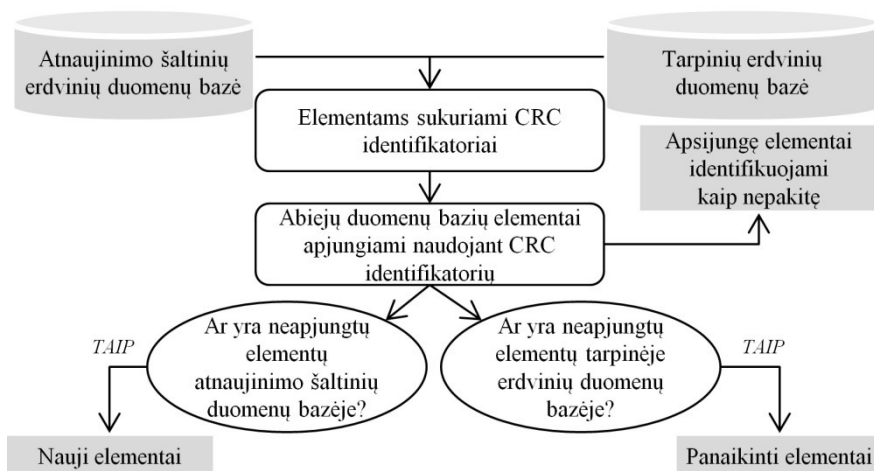 Atnaujinimo šaltinių
erdvinių duomenų bazė
Tarpinių erdvinių
duomenų bazė
Elementams sukuriami CRC
identifikatoriai
Apsijungę elementai
identifikuojami
kaip nepakitę
Abiejų duomenų bazių elementai
apjungiami naudojant CRC
identifikatorių
Ar yra neapjungtų
elementų
atnaujinimo šaltinių
duomenų bazėje?
Ar yra neapjungtų
elementų tarpinėje
erdvinių duomenų
bazėje?
TAIP
TAIP
Nauji elementai
Panaikinti elementai